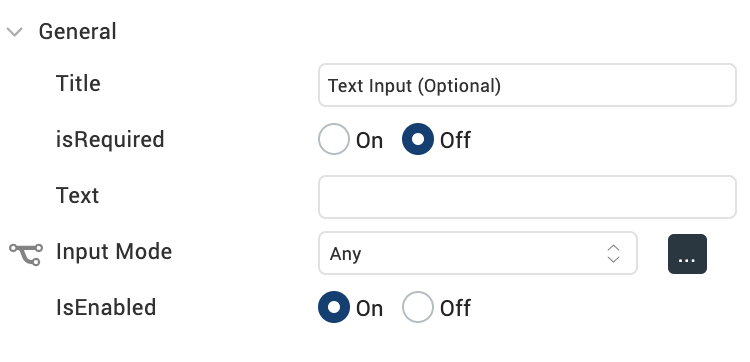 General
Title Text Input (Optional)
isRequired On Off
Text
Input Mode Any ...
IsEnabled On Off